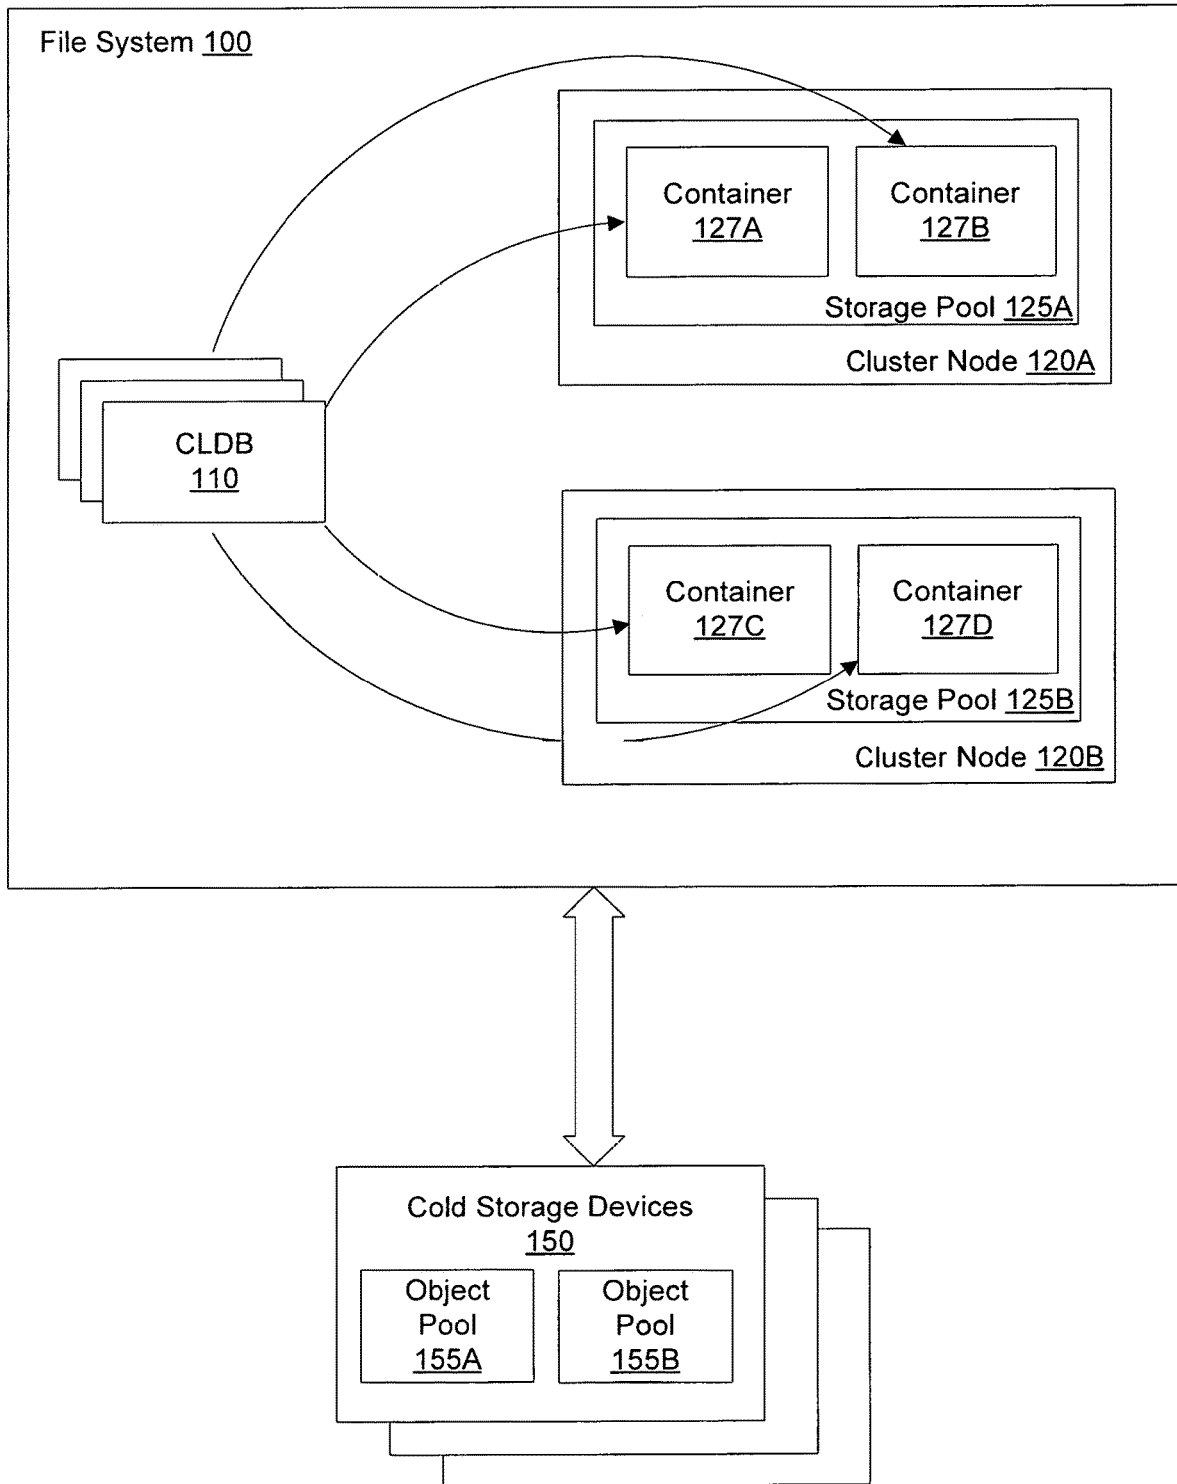 File System 100
Container
127A
Container
127B
Storage Pool 125A
Cluster Node 120A
CLDB
110
Container
127C
Container
127D
Storage Pool 125B
Cluster Node 120B
Cold Storage Devices
150
Object
Pool
155A
Object
Pool
155B